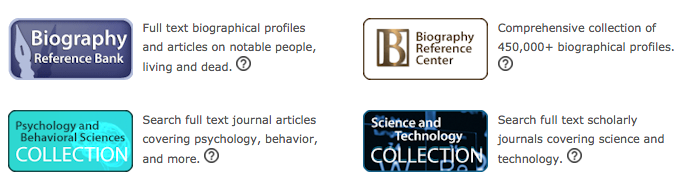 Biography
Reference Bank
Full text biographical profiles
and articles on notable people,
living and dead. ?
B
Biography
Reference
Center
Comprehensive collection of
450,000+ biographical profiles.
?
Psychology and
Behavioral Sciences
COLLECTION
Search full text journal articles
covering psychology, behavior,
and more. ?
Science and
Technology
COLLECTION
Search full text scholarly
journals covering science and
technology. ?